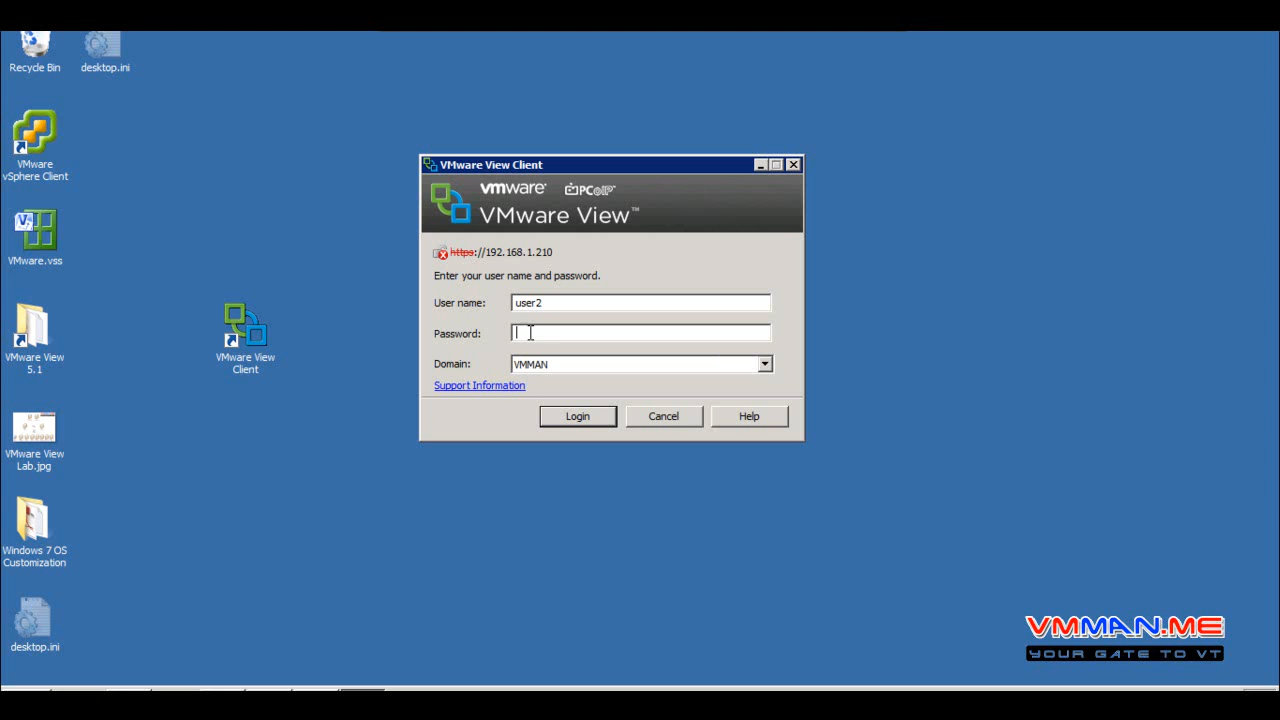 Recycle Bin
desktop.ini
VMware
vSphere Client
VMware.vss
VMware View
5.1
VMware View
Client
VMware View
Lab.jpg
Windows 7 OS
Customization
desktop.ini
VMware View Client
vmware® PCoIP™
VMware View™
https://192.168.1.210
Enter your user name and password.
User name: user2
Password:
Domain: VMMAN
Support Information
Login Cancel Help
VMMAN.ME
YOUR GATE TO VT